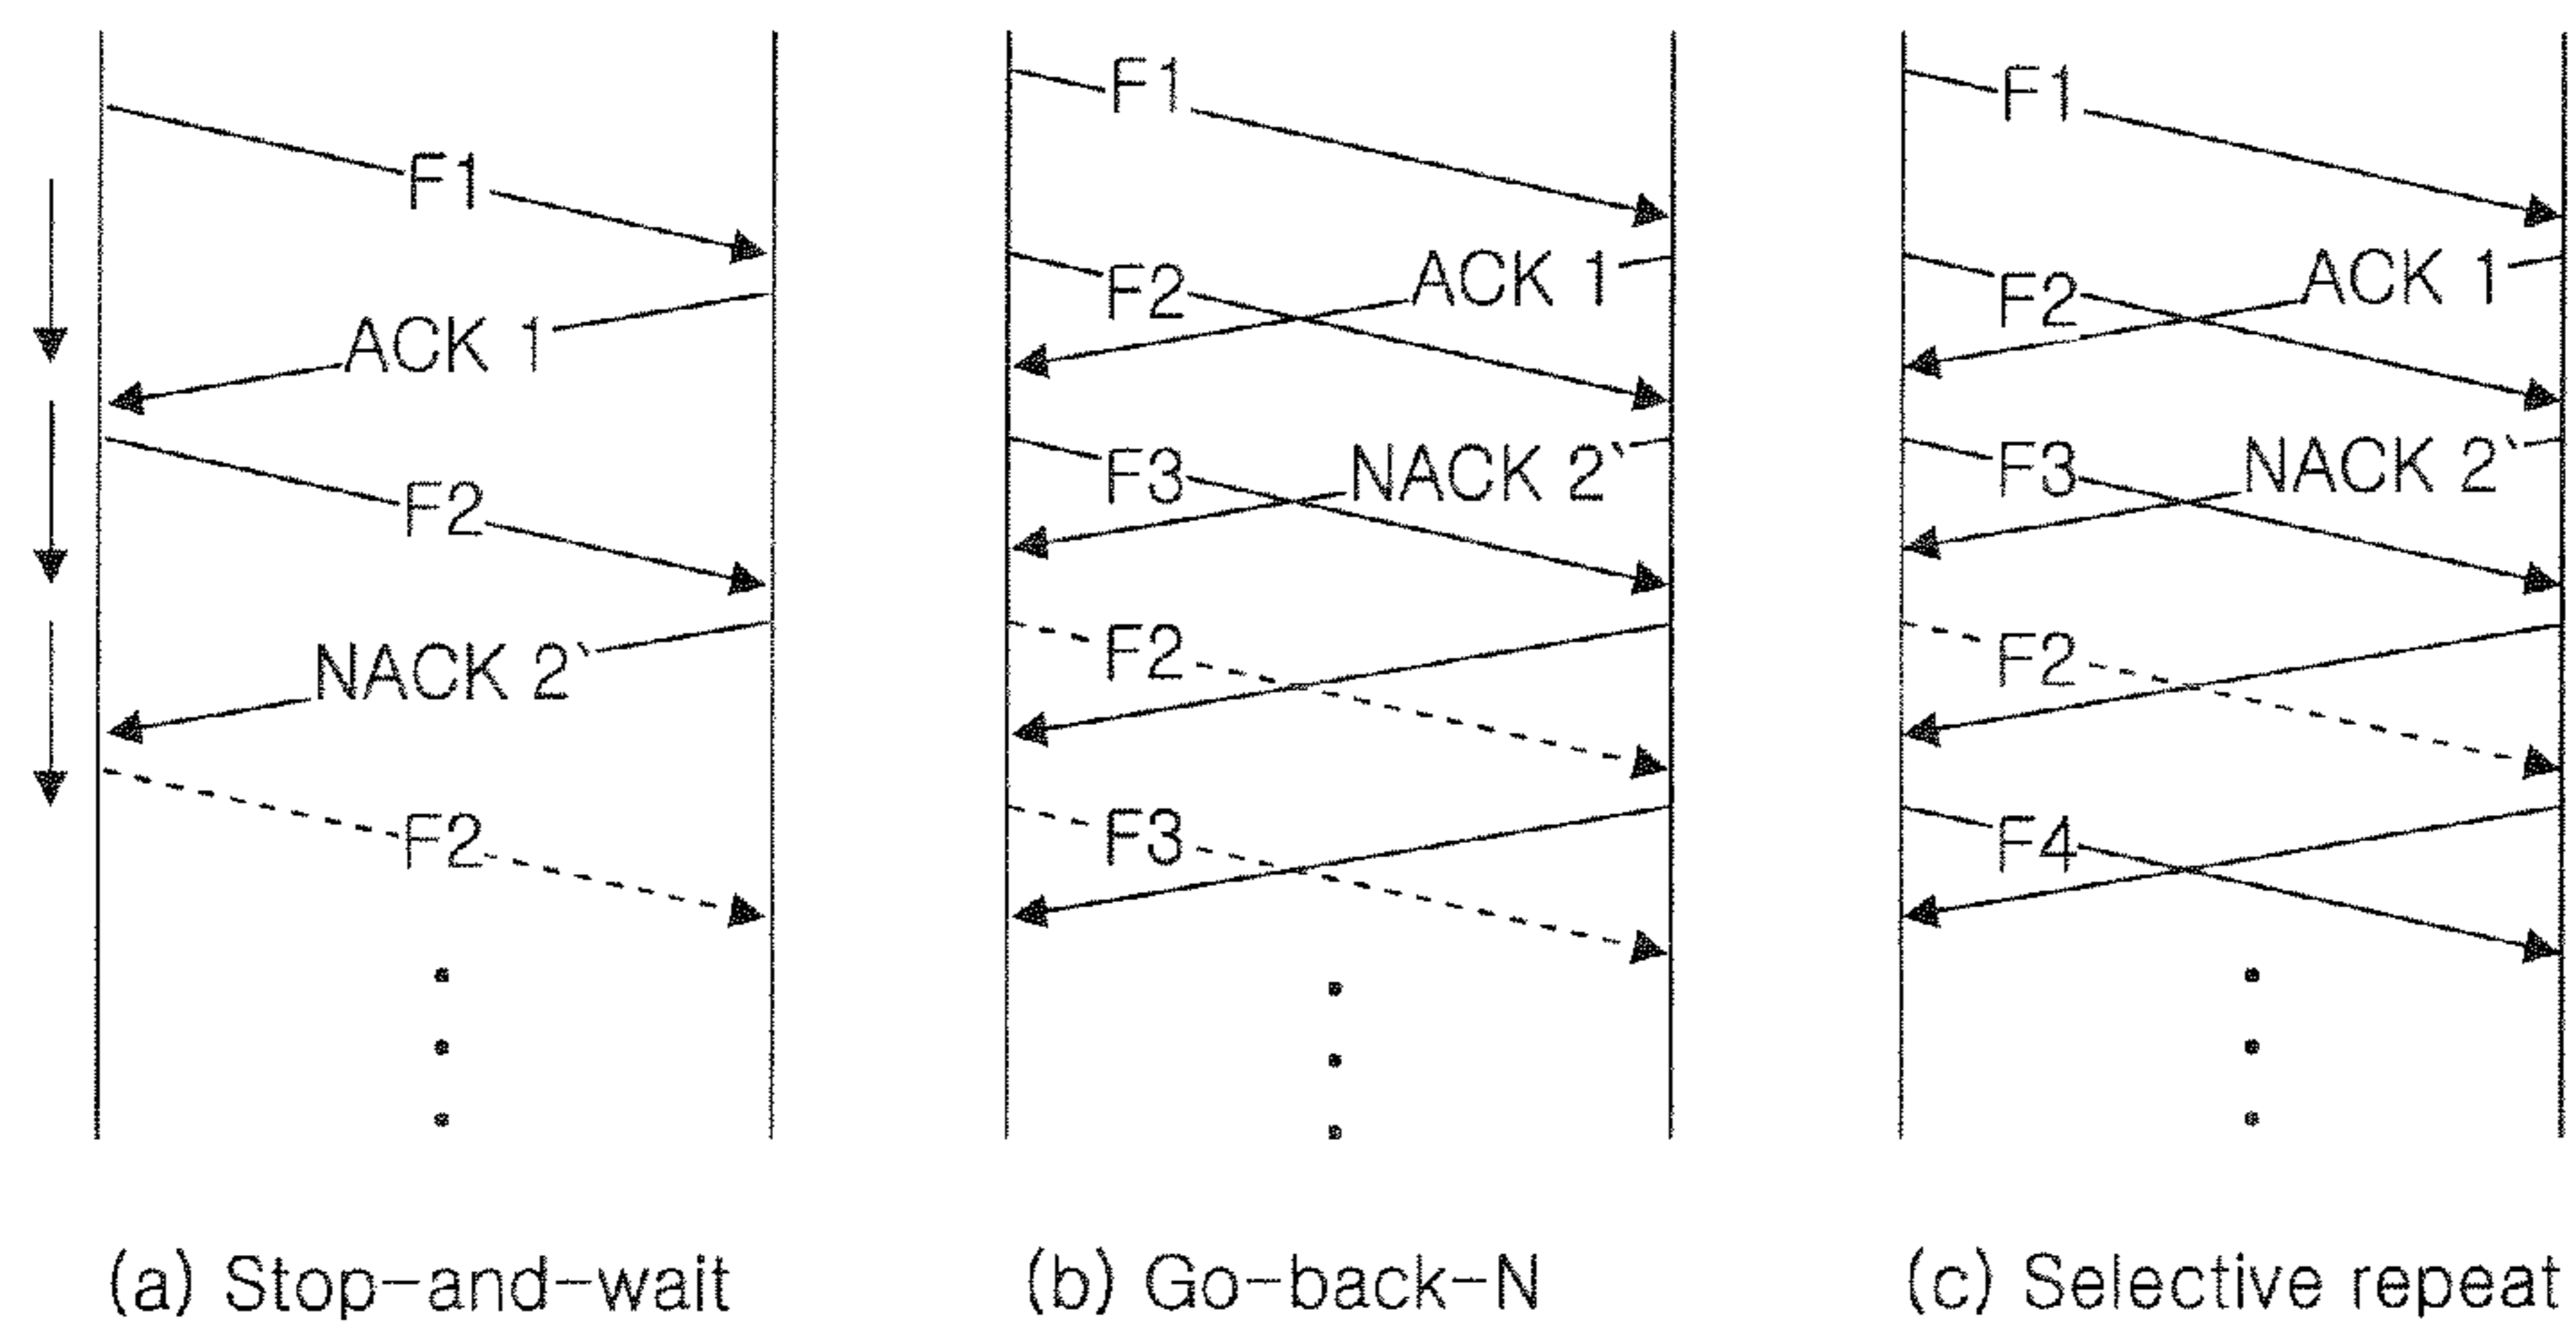 F1
ACK 1
F2
NACK 2`
F2
(a) Stop-and-wait
F1
F2
ACK 1
F3
NACK 2`
F2
F3
(b) Go-back-N
F1
F2
ACK 1
F3
NACK 2`
F2
F4
(c) Selective repeat